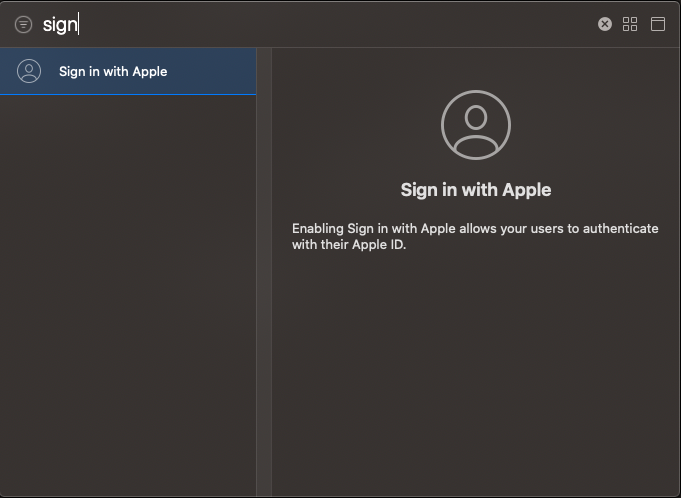 sign
Sign in with Apple
Sign in with Apple
Enabling Sign in with Apple allows your users to authenticate
with their Apple ID.